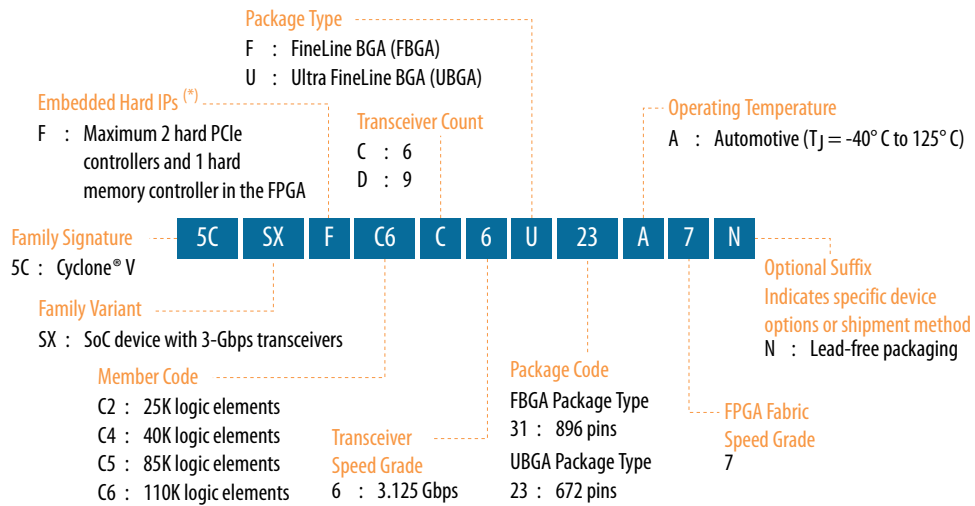 Package Type
F : FineLine BGA (FBGA)
U : Ultra FineLine BGA (UBGA)
Embedded Hard IPs (*)
F : Maximum 2 hard PCIe
controllers and 1 hard
memory controller in the FPGA
Transceiver Count
C : 6
D : 9
Operating Temperature
A : Automotive (TJ = -40° C to 125° C)
5C SX F C6 C 6 U 23 A 7 N
Family Signature
5C : Cyclone® V
Family Variant
SX : SoC device with 3-Gbps transceivers
Member Code
C2 : 25K logic elements
C4 : 40K logic elements
C5 : 85K logic elements
C6 : 110K logic elements
Transceiver
Speed Grade
6 : 3.125 Gbps
Package Code
FBGA Package Type
31 : 896 pins
UBGA Package Type
23 : 672 pins
FPGA Fabric
Speed Grade
7
Optional Suffix
Indicates specific device
options or shipment method
N : Lead-free packaging